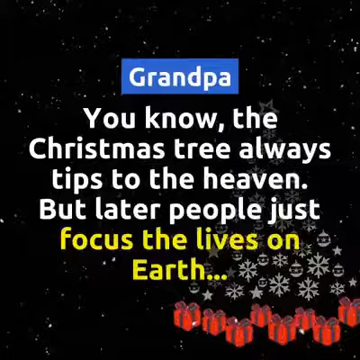 Grandpa
You know, the
Christmas tree always
tips to the heaven.
But later people just
focus the lives on
Earth...